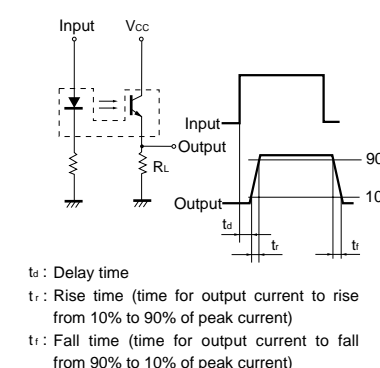 Input Vcc
Input
Output
RL
90
Output
10
td
tr
tf
td : Delay time
tr : Rise time (time for output current to rise
from 10% to 90% of peak current)
tf : Fall time (time for output current to fall
from 90% to 10% of peak current)